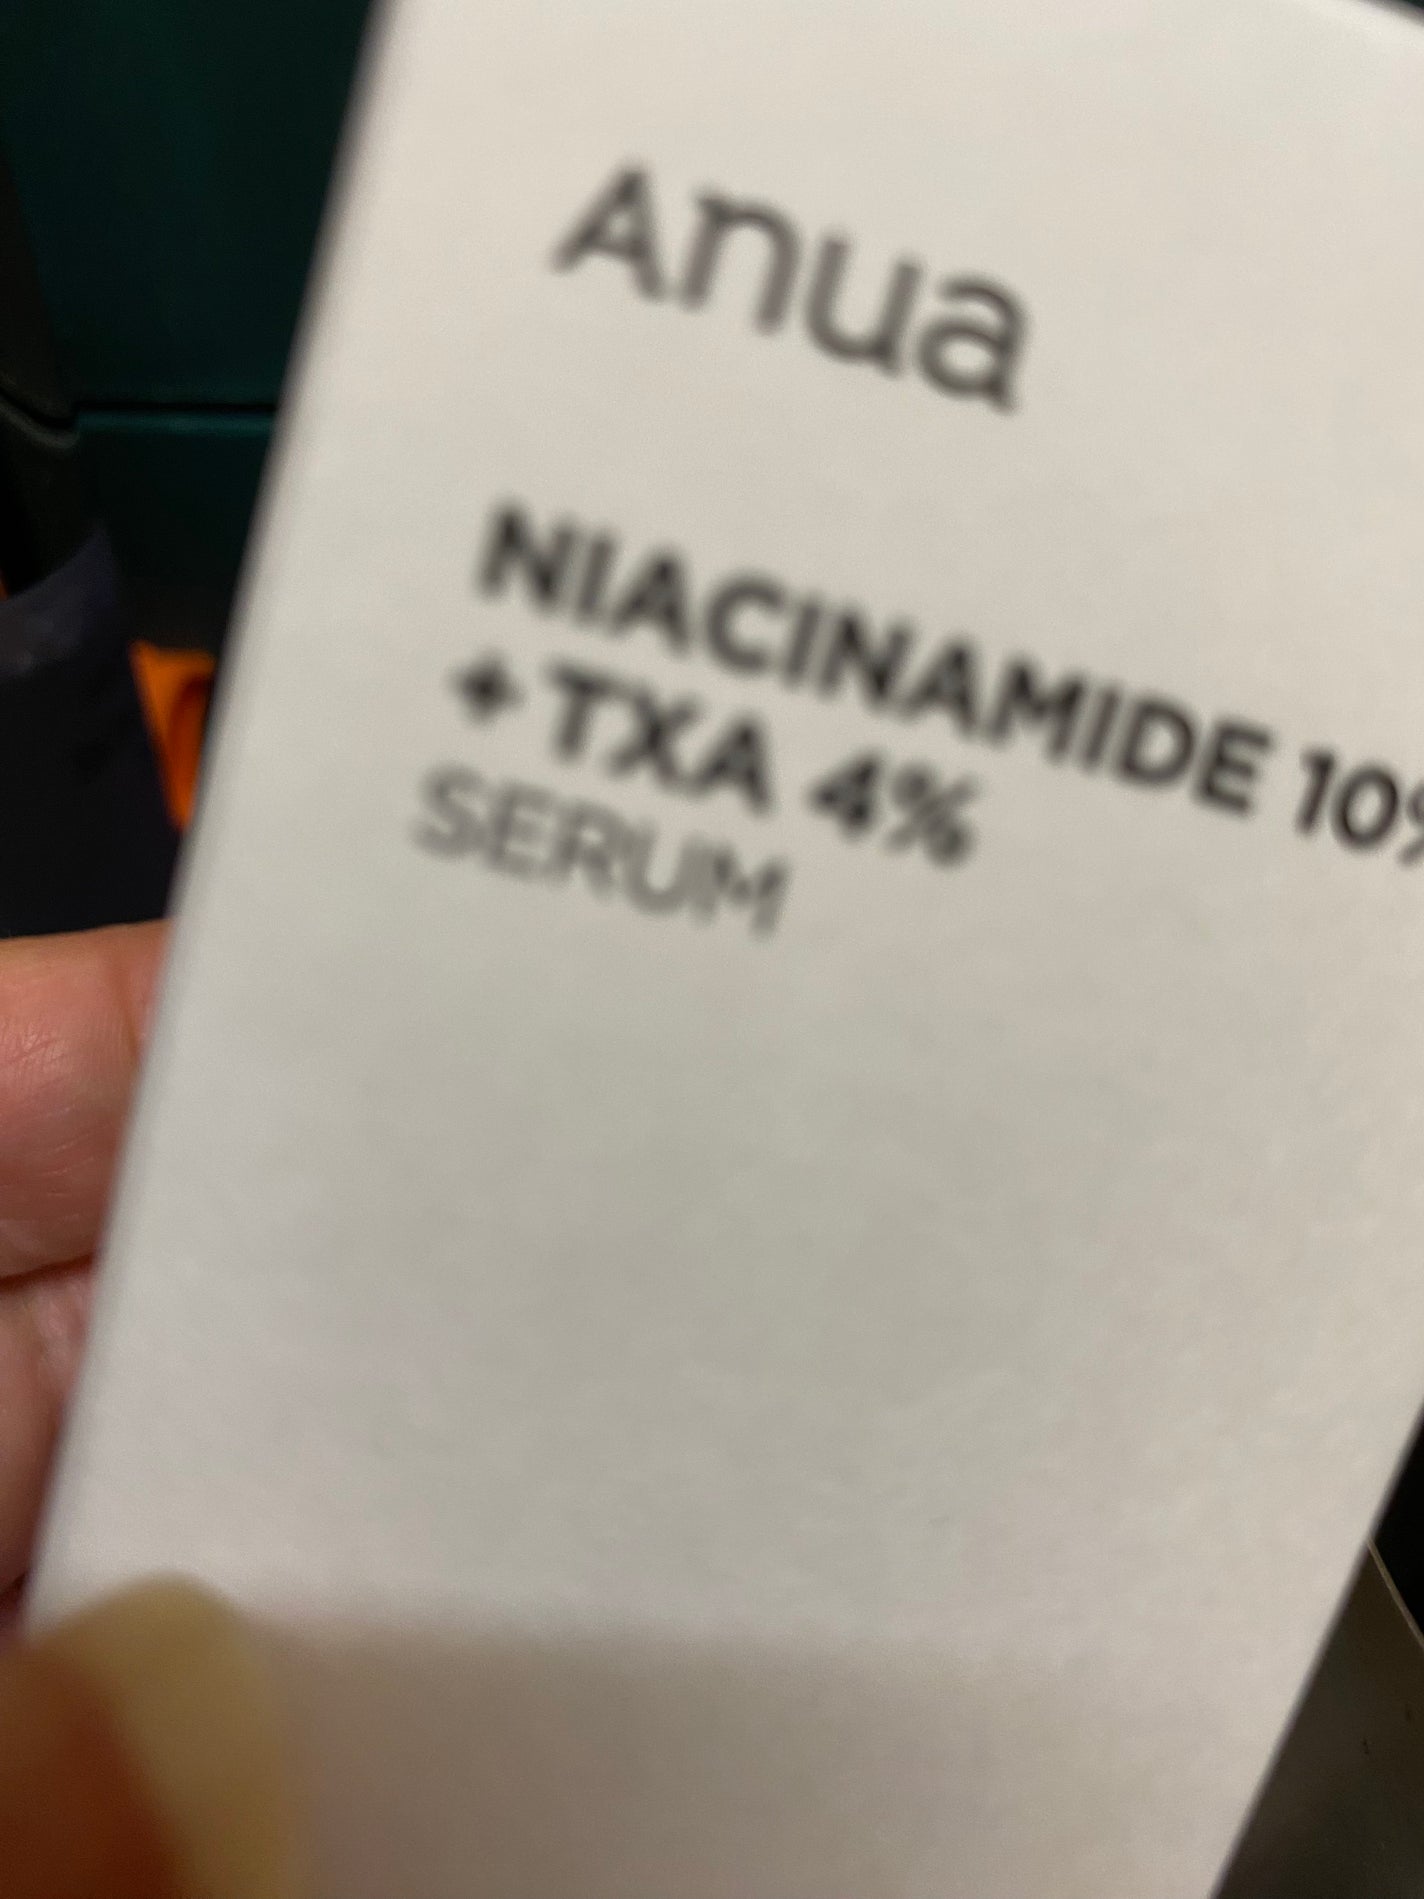 Anua
NIACINAMIDE 10%
+ TXA 4%
SERUM